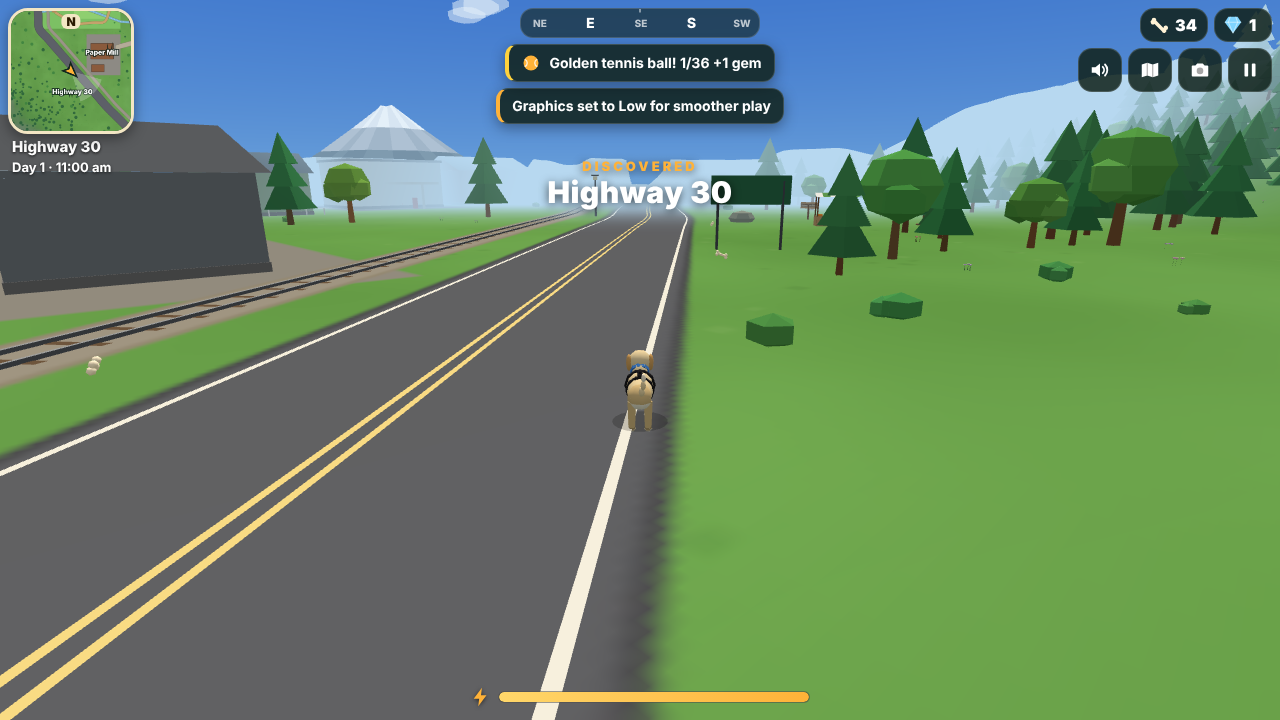 N
Paper Mill
Highway 30
Highway 30
Day 1 · 11:00 am
NE E SE S SW
Golden tennis ball! 1/36 +1 gem
Graphics set to Low for smoother play
DISCOVERED
Highway 30
34
1